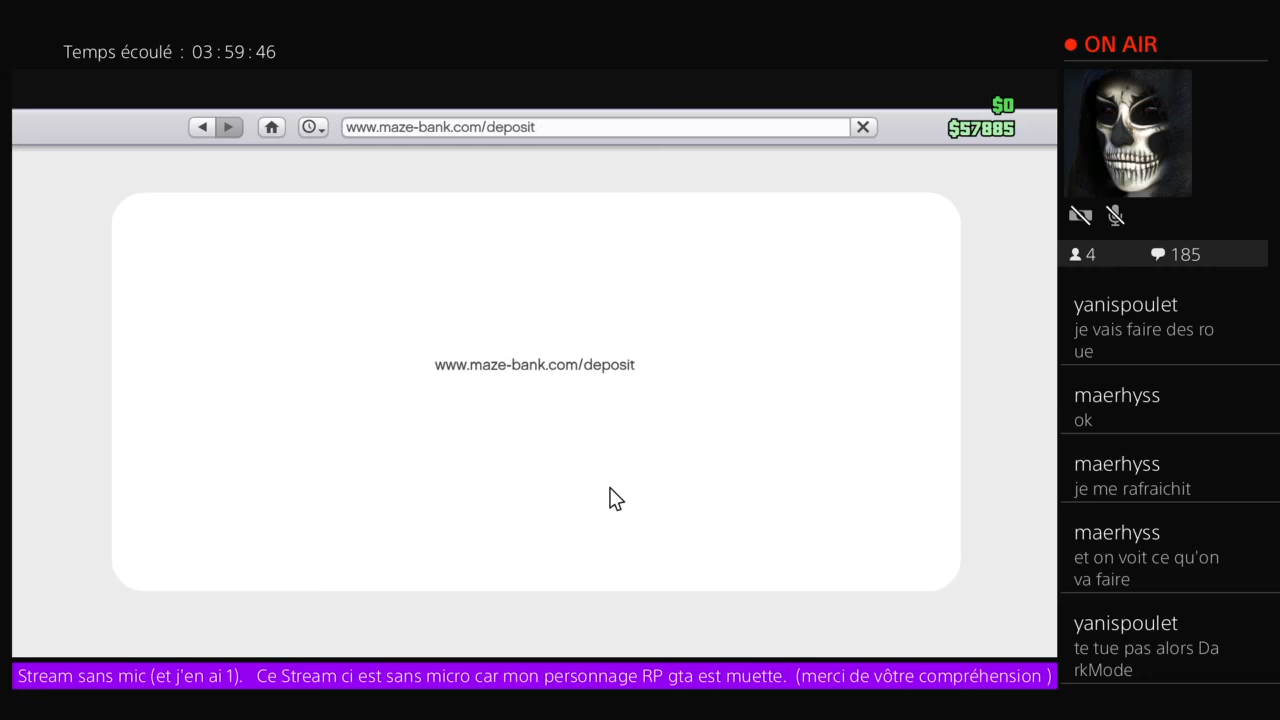 Temps écoulé : 03:59:46
ON AIR
www.maze-bank.com/deposit
$0
$57885
4
185
www.maze-bank.com/deposit
yanispoulet
je vais faire des ro
ue
maerhyss
ok
maerhyss
je me rafraichit
maerhyss
et on voit ce qu'on
va faire
yanispoulet
te tue pas alors Da
rkMode
Stream sans mic (et j'en ai 1). Ce Stream ci est sans micro car mon personnage RP gta est muette. (merci de vôtre compréhension )